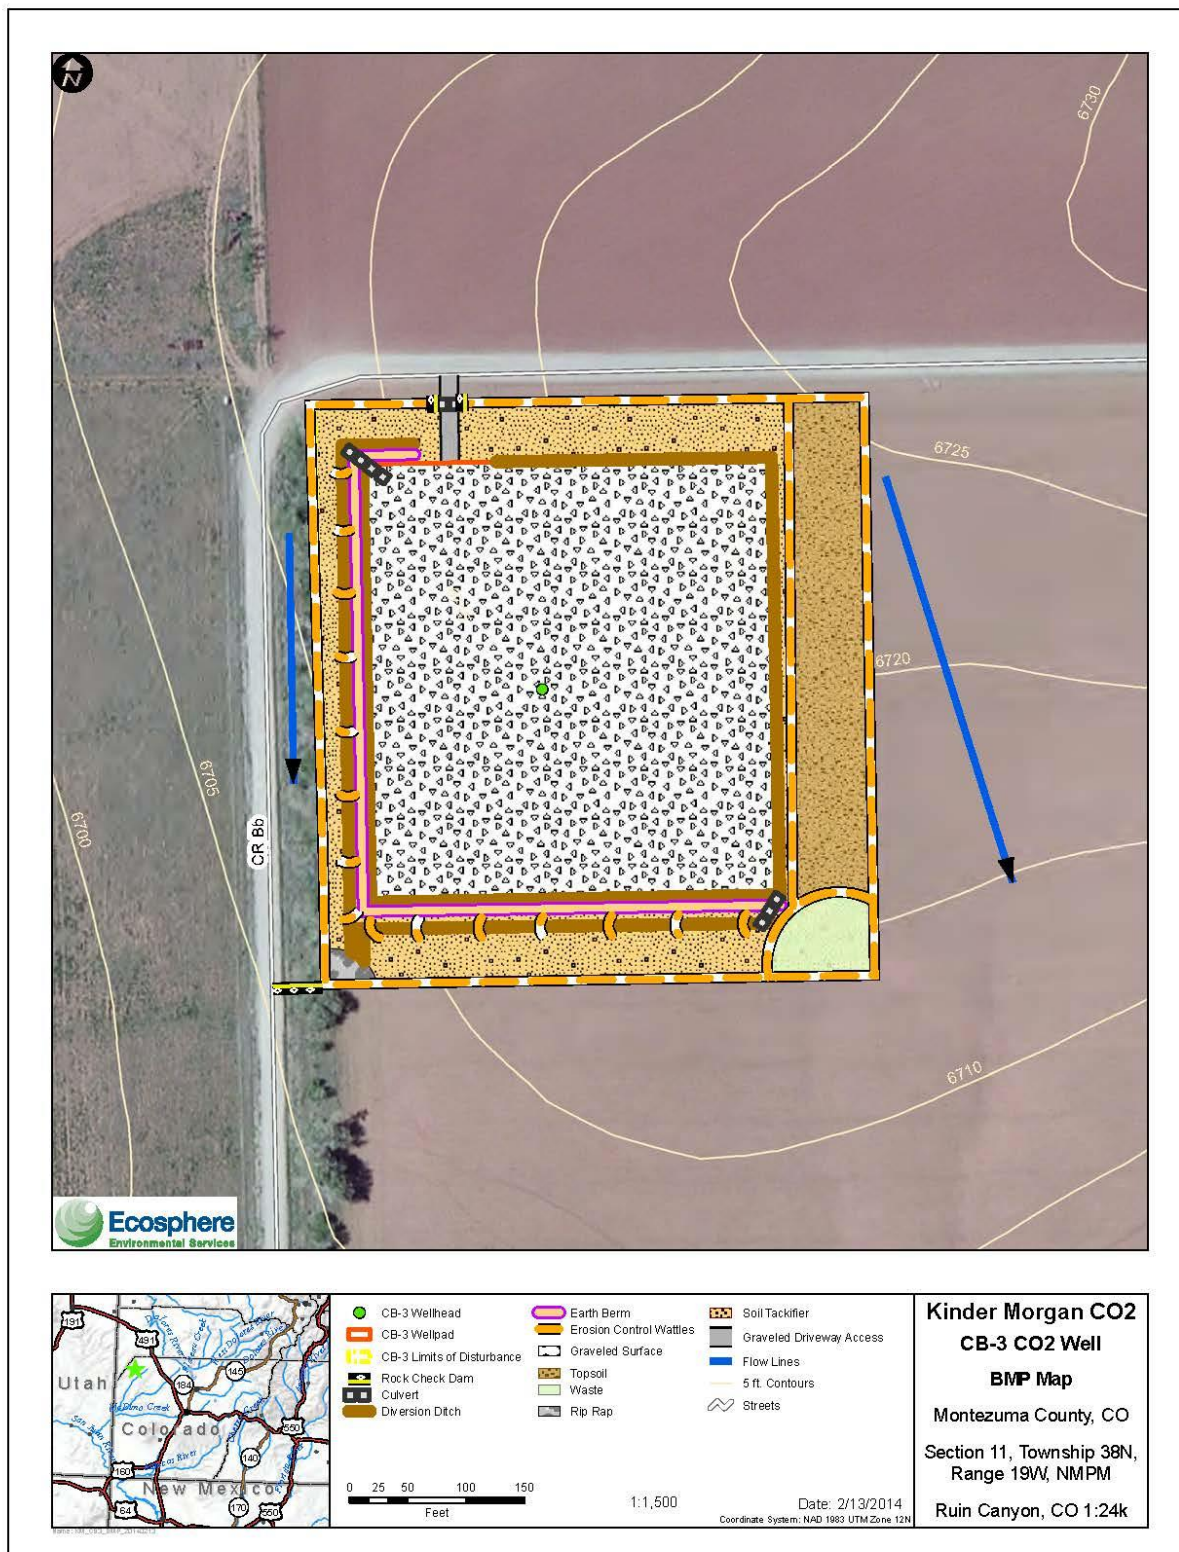 N
6730
6725
6720
6705
6700
CR Bb
6710
Ecosphere
Environmental Services
191
491
Utah
184
145
Colorado
550
160
140
New Mexico
64
170
550
CB-3 Wellhead
CB-3 Wellpad
CB-3 Limits of Disturbance
Rock Check Dam
Culvert
Diversion Ditch
Earth Berm
Erosion Control Wattles
Graveled Surface
Topsoil
Waste
Rip Rap
Soil Tackifier
Graveled Driveway Access
Flow Lines
5 ft. Contours
Streets
0 25 50 100 150
Feet
1:1,500
Date: 2/13/2014
Coordinate System: NAD 1983 UTM Zone 12N
Kinder Morgan CO2
CB-3 CO2 Well
BMP Map
Montezuma County, CO
Section 11, Township 38N,
Range 19W, NMPM
Ruin Canyon, CO 1:24k